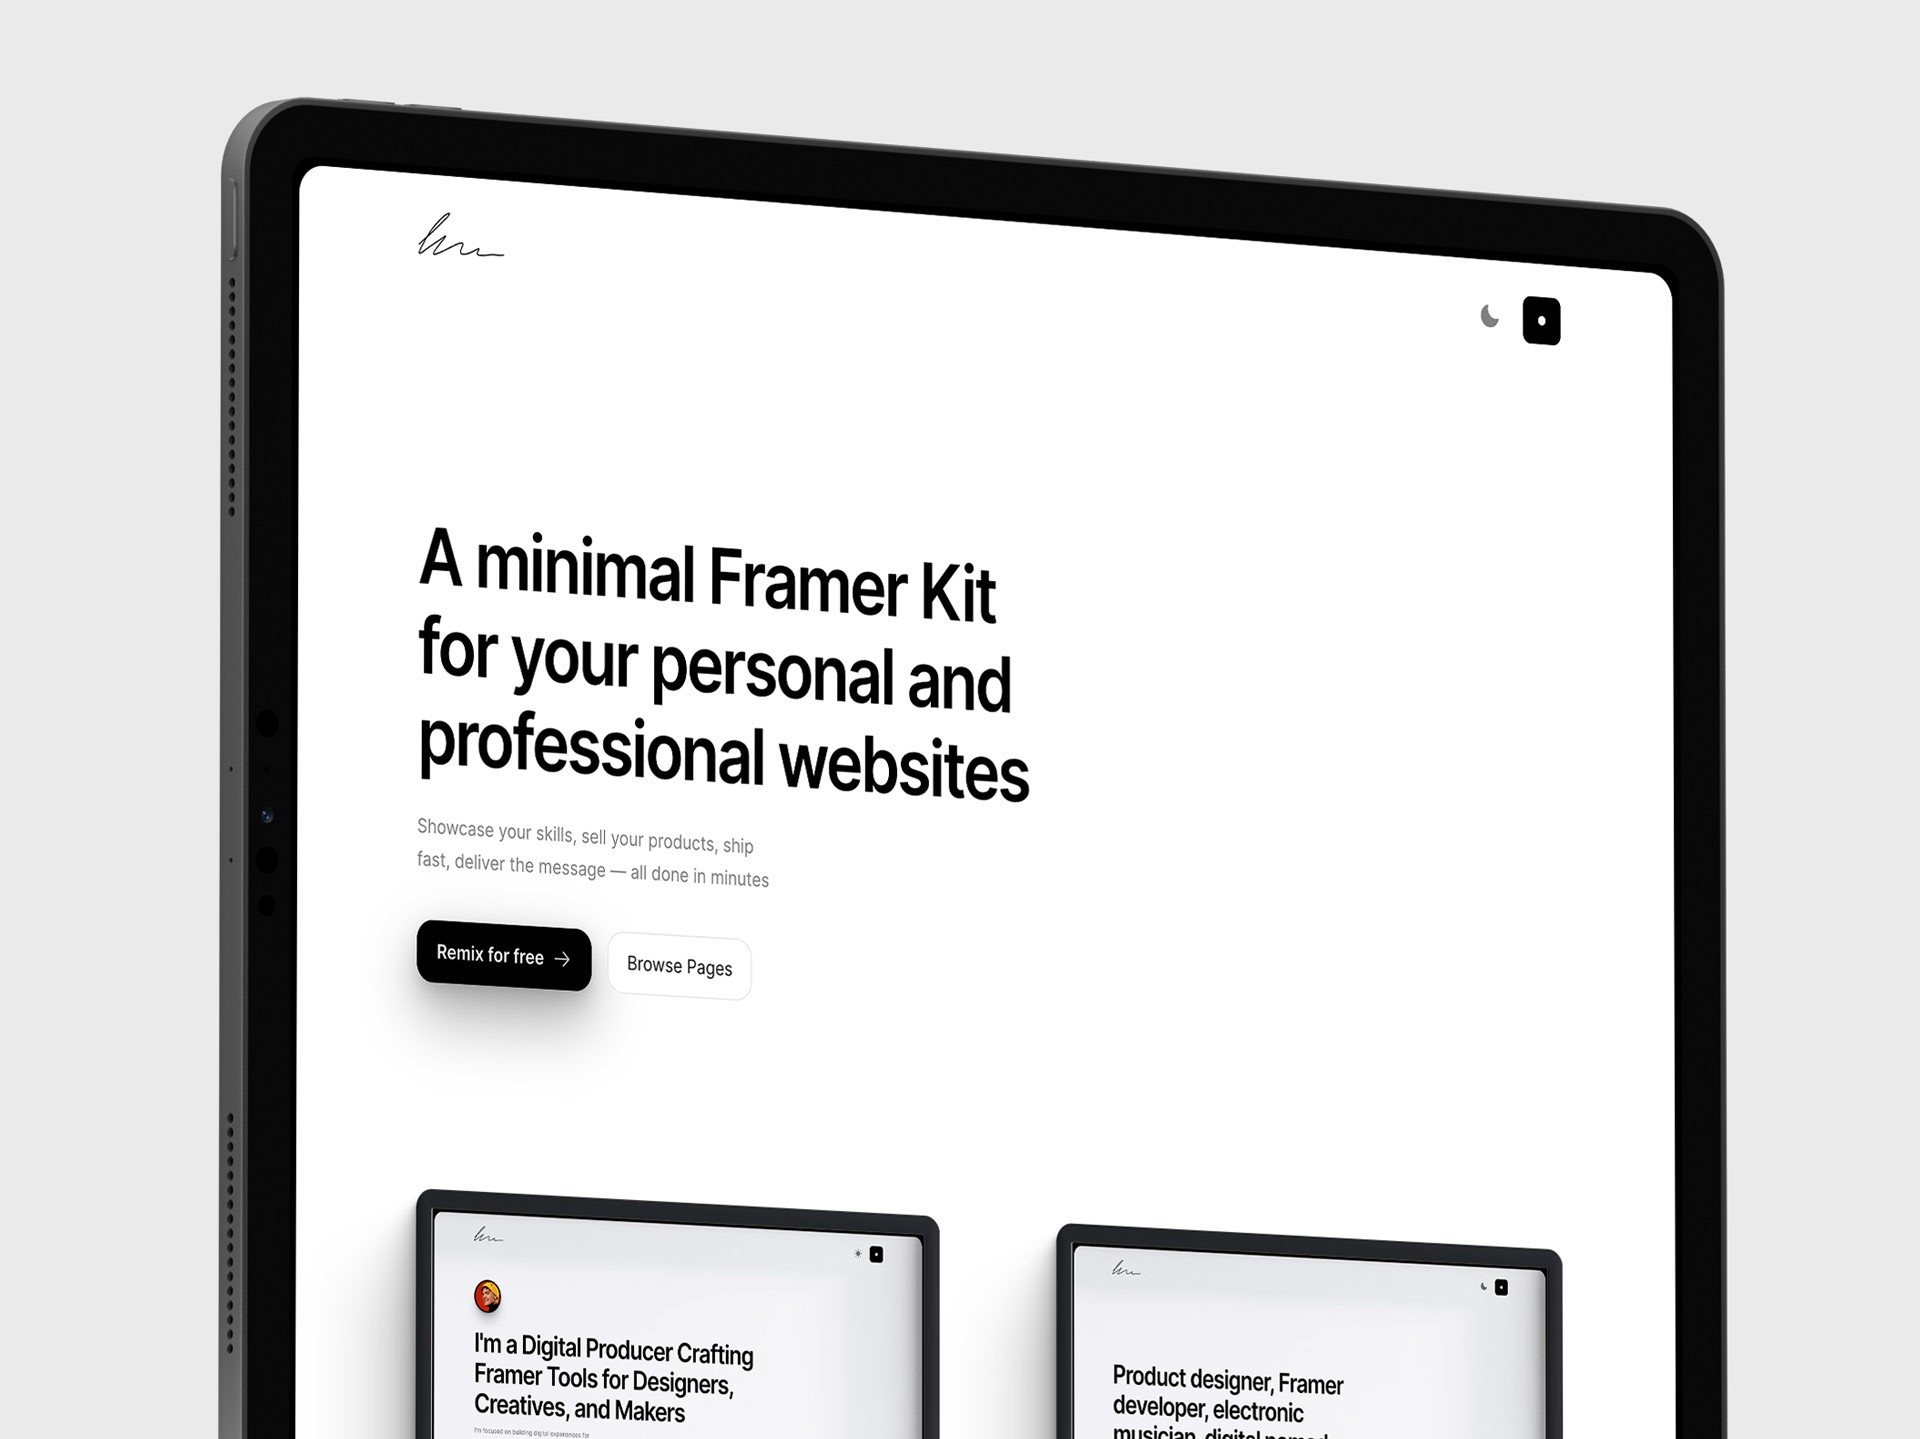 A minimal Framer Kit
for your personal and
professional websites
Showcase your skills, sell your products, ship
fast, deliver the message — all done in minutes
Remix for free →
Browse Pages
I'm a Digital Producer Crafting
Framer Tools for Designers,
Creatives, and Makers
I'm focused on building digital experiences for
Product designer, Framer
developer, electronic
musician, digital nomad